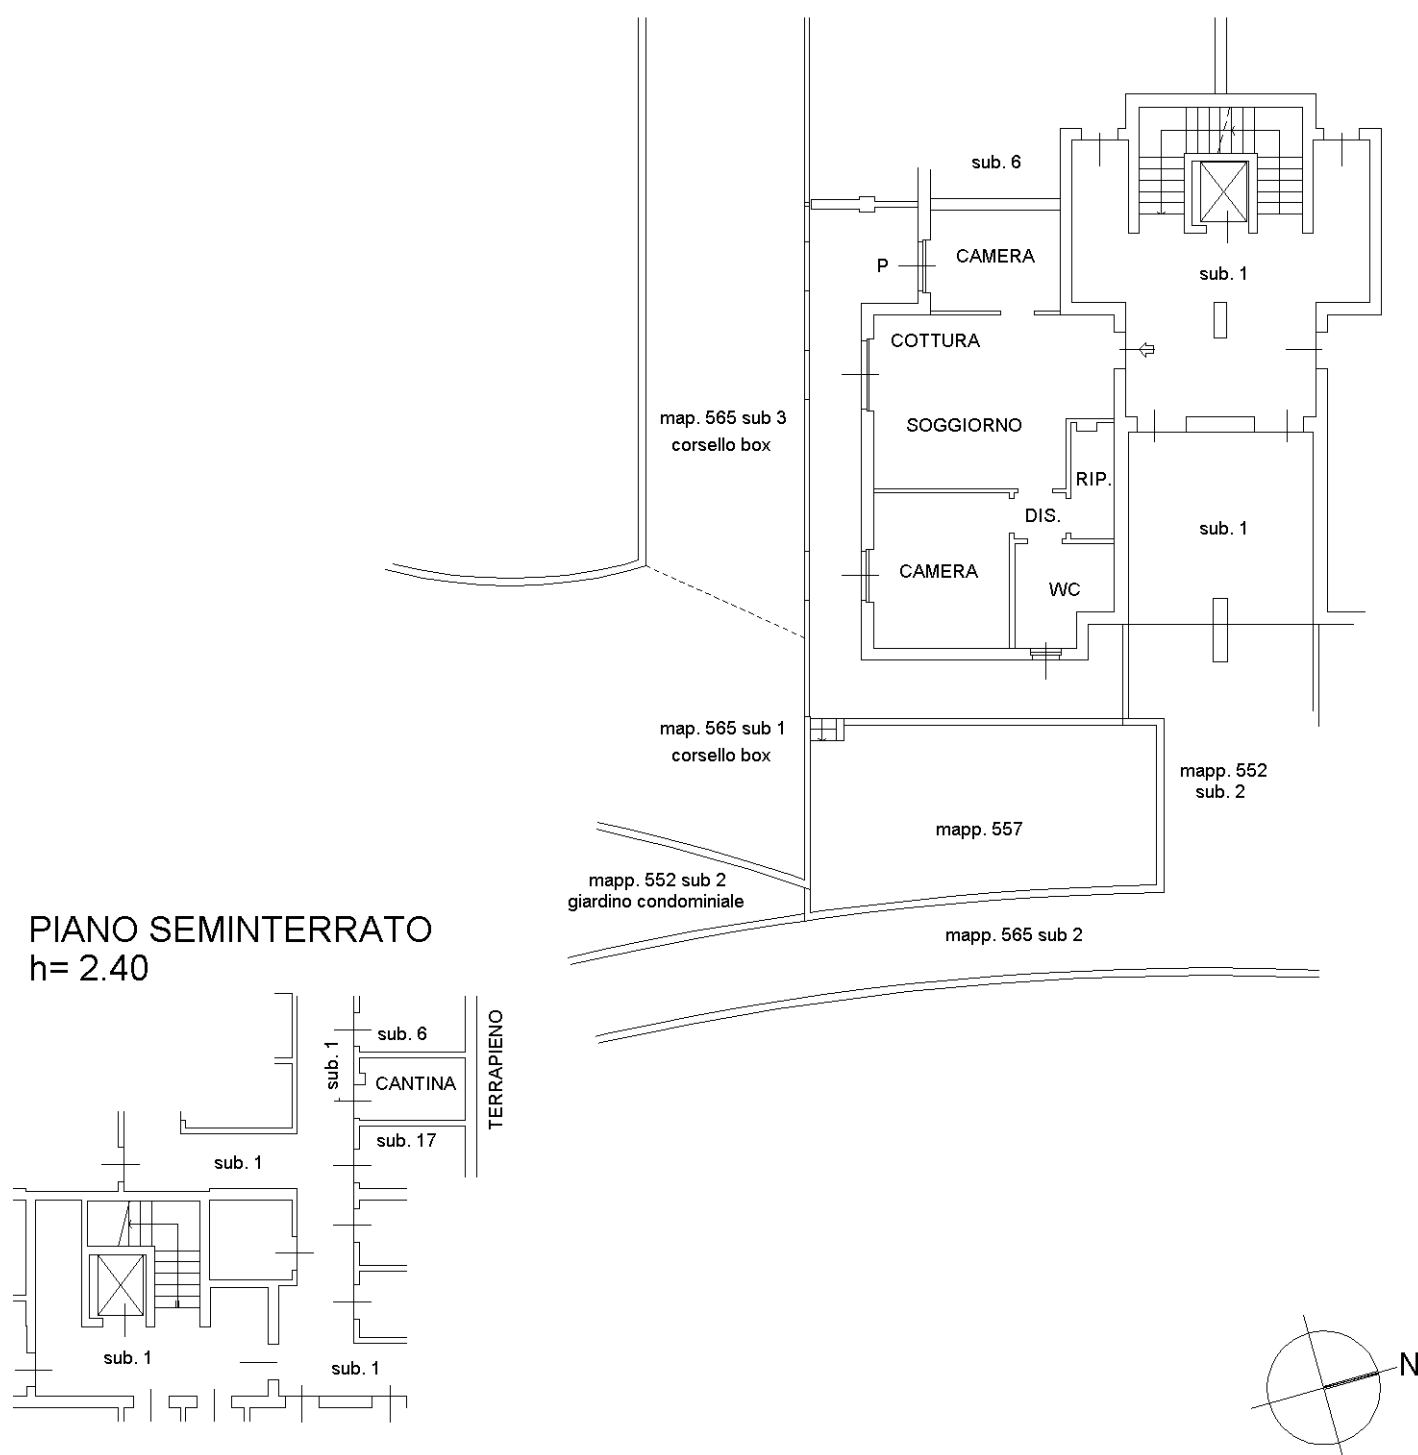 sub. 6
CAMERA
P
sub. 1
COTTURA
map. 565 sub 3
corsello box
SOGGIORNO
RIP.
DIS.
sub. 1
CAMERA
WC
map. 565 sub 1
corsello box
mapp. 552
sub. 2
mapp. 557
mapp. 552 sub 2
giardino condominiale
mapp. 565 sub 2
PIANO SEMINTERRATO
h= 2.40
sub. 6
sub. 1
CANTINA
TERRAPIENO
sub. 17
sub. 1
sub. 1
sub. 1
N